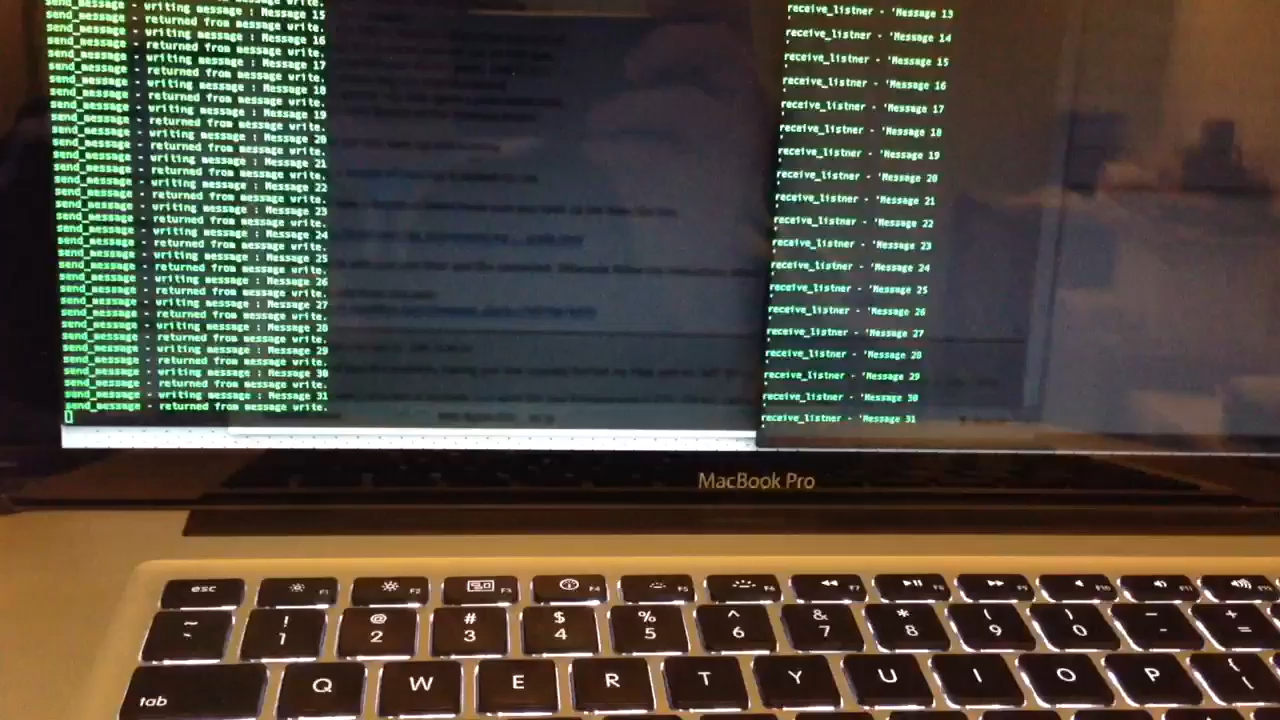 send_message - writing message : Message 15
send_message - returned from message write.
send_message - writing message : Message 16
send_message - returned from message write.
send_message - writing message : Message 17
send_message - returned from message write.
send_message - writing message : Message 18
send_message - returned from message write.
send_message - writing message : Message 19
send_message - returned from message write.
send_message - writing message : Message 20
send_message - returned from message write.
send_message - writing message : Message 21
send_message - returned from message write.
send_message - writing message : Message 22
send_message - returned from message write.
send_message - writing message : Message 23
send_message - returned from message write.
send_message - writing message : Message 24
send_message - returned from message write.
send_message - writing message : Message 25
send_message - returned from message write.
send_message - writing message : Message 26
send_message - returned from message write.
send_message - writing message : Message 27
send_message - returned from message write.
send_message - writing message : Message 28
send_message - returned from message write.
send_message - writing message : Message 29
send_message - returned from message write.
send_message - writing message : Message 30
send_message - returned from message write.
send_message - writing message : Message 31
send_message - returned from message write.
receive_listner - 'Message 13
'
receive_listner - 'Message 14
'
receive_listner - 'Message 15
'
receive_listner - 'Message 16
'
receive_listner - 'Message 17
'
receive_listner - 'Message 18
'
receive_listner - 'Message 19
'
receive_listner - 'Message 20
'
receive_listner - 'Message 21
'
receive_listner - 'Message 22
'
receive_listner - 'Message 23
'
receive_listner - 'Message 24
'
receive_listner - 'Message 25
'
receive_listner - 'Message 26
'
receive_listner - 'Message 27
'
receive_listner - 'Message 28
'
receive_listner - 'Message 29
'
receive_listner - 'Message 30
'
receive_listner - 'Message 31
MacBook Pro
esc F1 F2 F3 F4 F5 F6 F7 F8 F9 F10 F11 F12
~ ! @ # $ % ^ & * ( ) _ +
` 1 2 3 4 5 6 7 8 9 0 - =
tab Q W E R T Y U I O P {
[